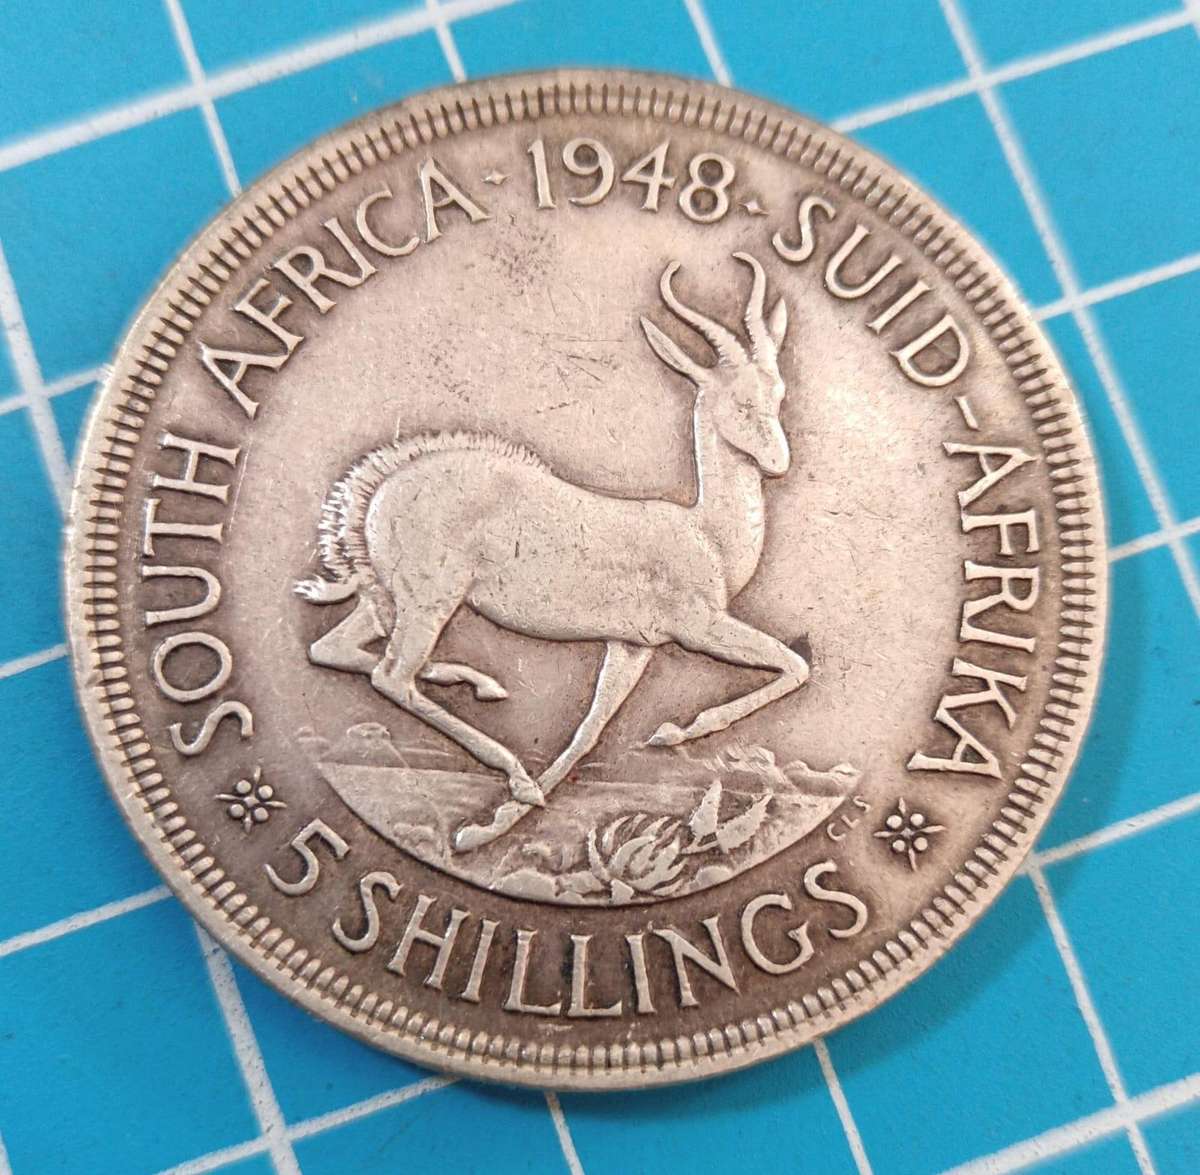 SOUTH AFRICA · 1948 · SUID-AFRIKA
5 SHILLINGS
CLS